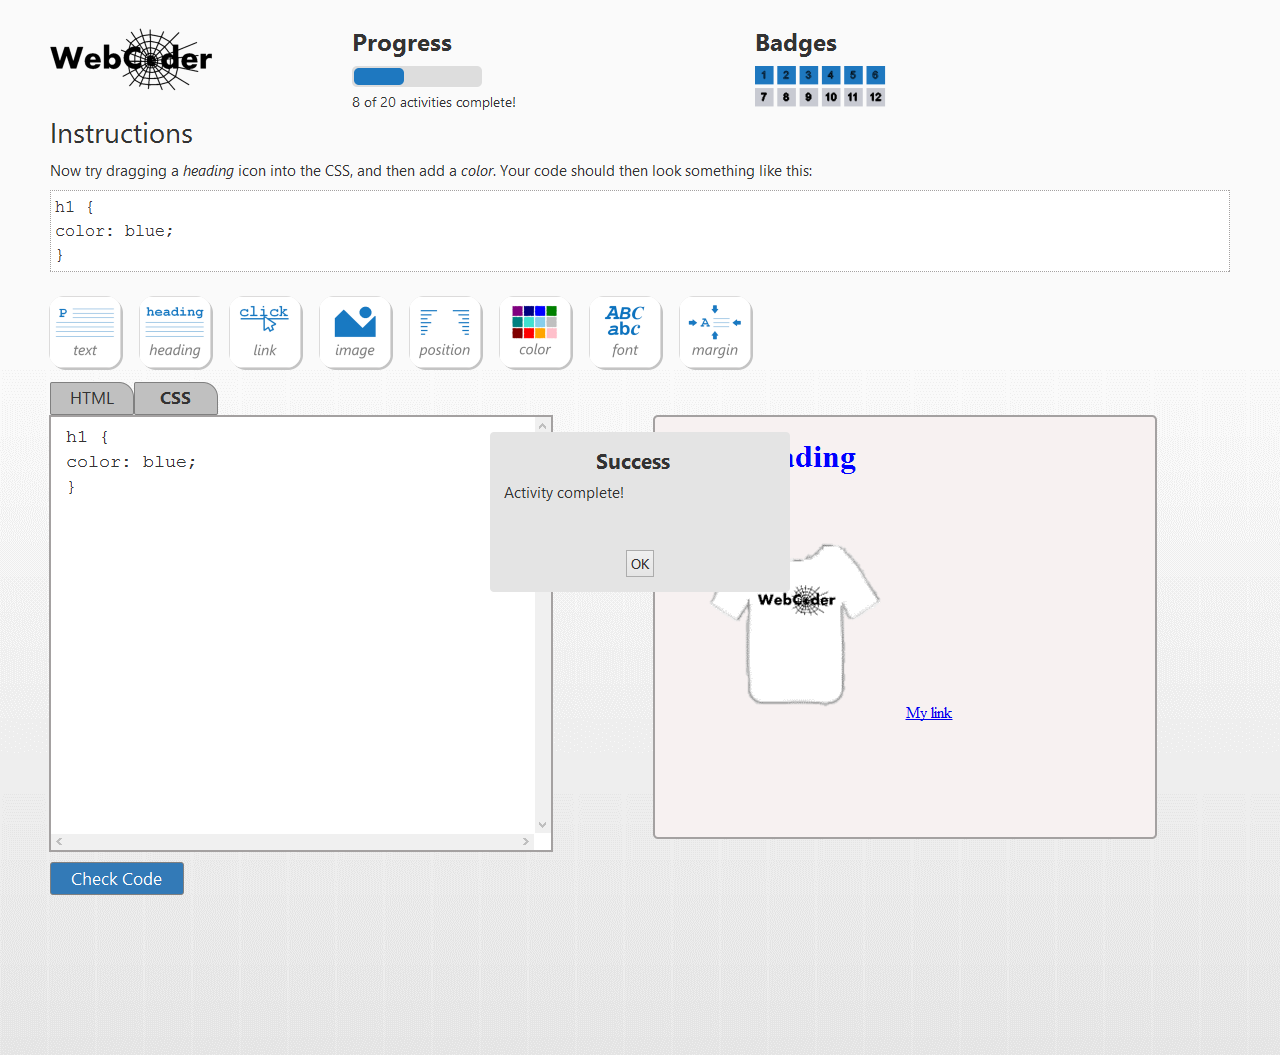 WebCoder
Progress
8 of 20 activities complete!
Badges
1 2 3 4 5 6
7 8 9 10 11 12
Instructions
Now try dragging a heading icon into the CSS, and then add a color. Your code should then look something like this:
h1 {
color: blue;
}
P
text
heading
heading
click
link
image
position
color
ABC
abc
font
A
margin
HTML
CSS
h1 {
color: blue;
}
Success
Activity complete!
OK
ading
WebCoder
My link
Check Code